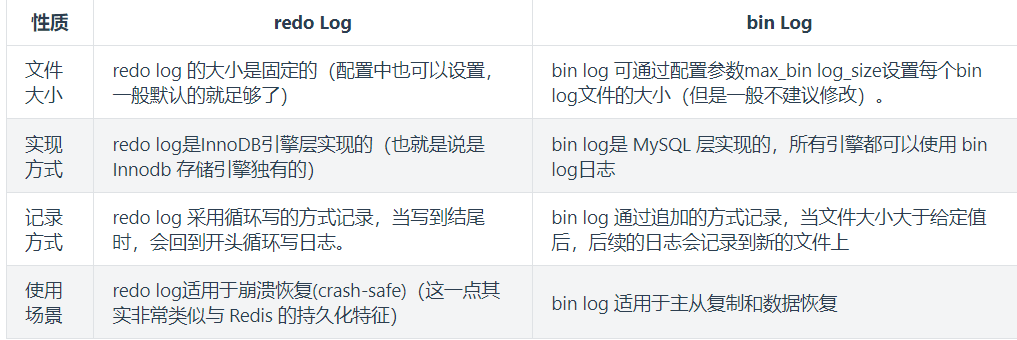 性质 redo Log bin Log
文件 redo log 的大小是固定的（配置中也可以设置， bin log 可通过配置参数max_bin log_size设置每个bin
大小 一般默认的就足够了） log文件的大小（但是一般不建议修改）。
实现 redo log是InnoDB引擎层实现的（也就是说是 bin log是 MySQL 层实现的，所有引擎都可以使用 bin
方式 Innodb 存储引擎独有的） log日志
记录 redo log 采用循环写的方式记录，当写到结尾 bin log 通过追加的方式记录，当文件大小大于给定值
方式 时，会回到开头循环写日志。 后，后续的日志会记录到新的文件上
使用 redo log适用于崩溃恢复(crash-safe)（这一点其 bin log 适用于主从复制和数据恢复
场景 实非常类似与 Redis 的持久化特征）